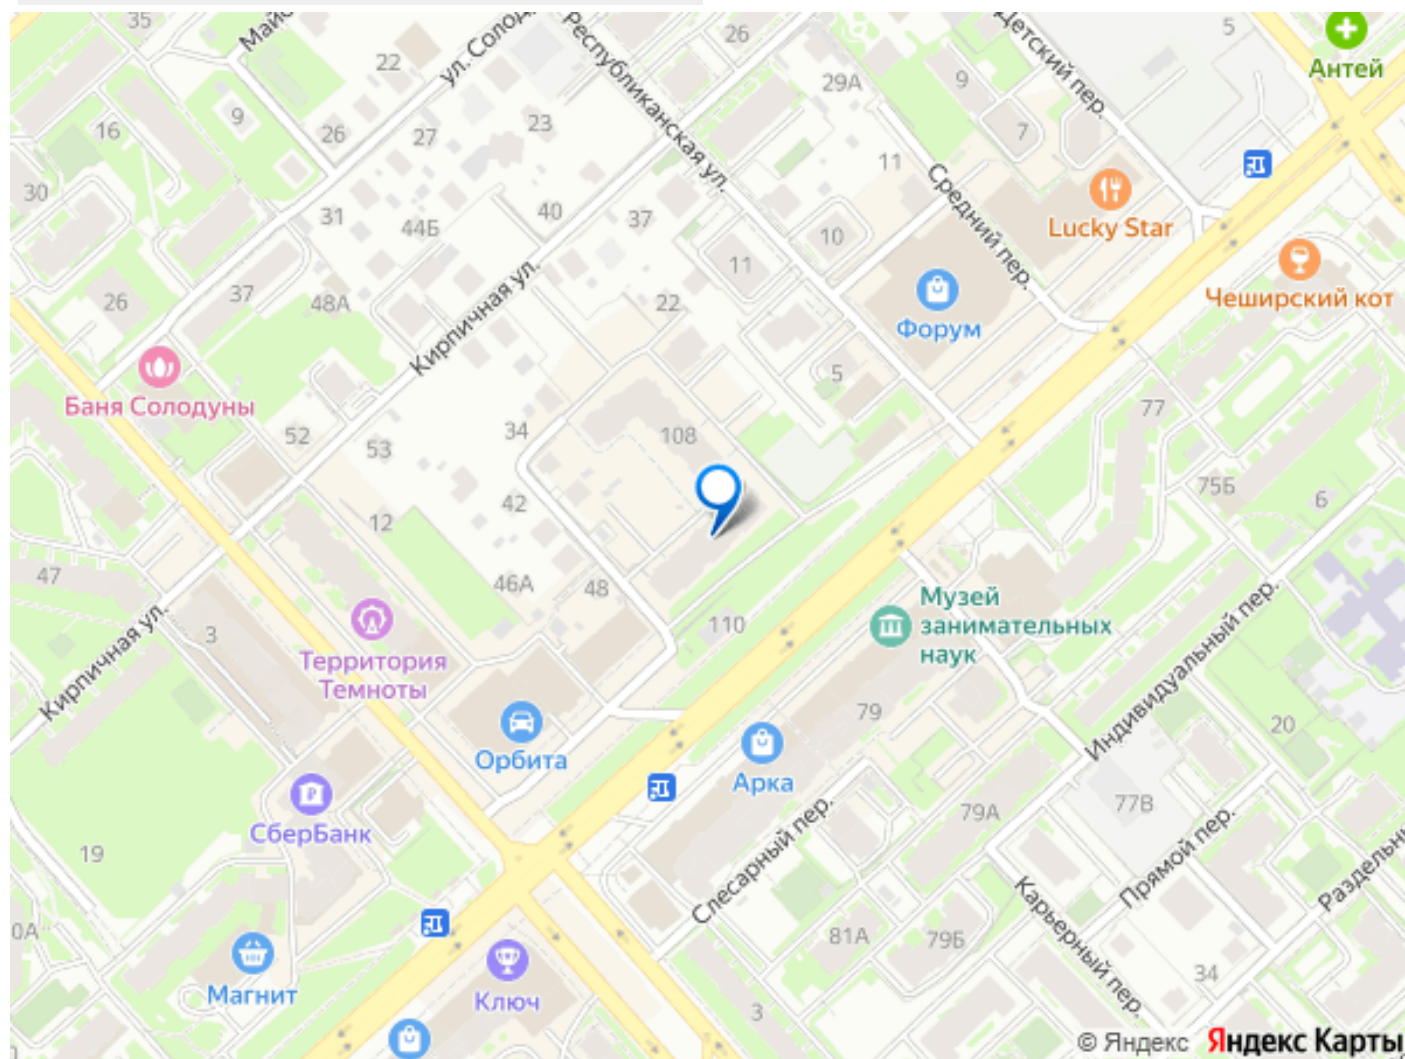 35
Майс
22
ул. Солод
Республиканская ул.
26
29А
9
Детский пер.
5
Антей
16
9
26
27
23
7
11
30
31
44Б
40
37
10
11
Средний пер.
Lucky Star
Чеширский кот
26
37
48А
Кирпичная ул.
22
Форум
5
Баня Солодуны
52
53
34
108
77
75Б
6
12
42
47
46А
48
110
Музей
занимательных
наук
Кирпичная ул.
3
Территория
Темноты
Орбита
79
Арка
Индивидуальный пер.
20
СберБанк
79А
77В
19
Слесарный пер.
Прямой пер.
Раздельн
Карьерный пер.
0А
81А
79Б
34
Магнит
Ключ
3
© Яндекс Яндекс Карты